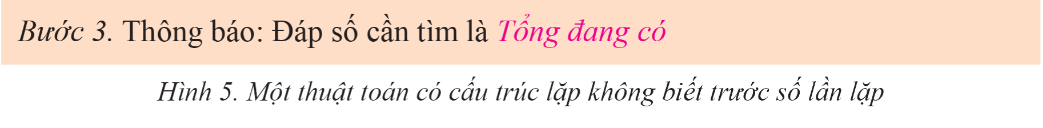 Bước 3. Thông báo: Đáp số cần tìm là Tổng đang có
Hình 5. Một thuật toán có cấu trúc lặp không biết trước số lần lặp